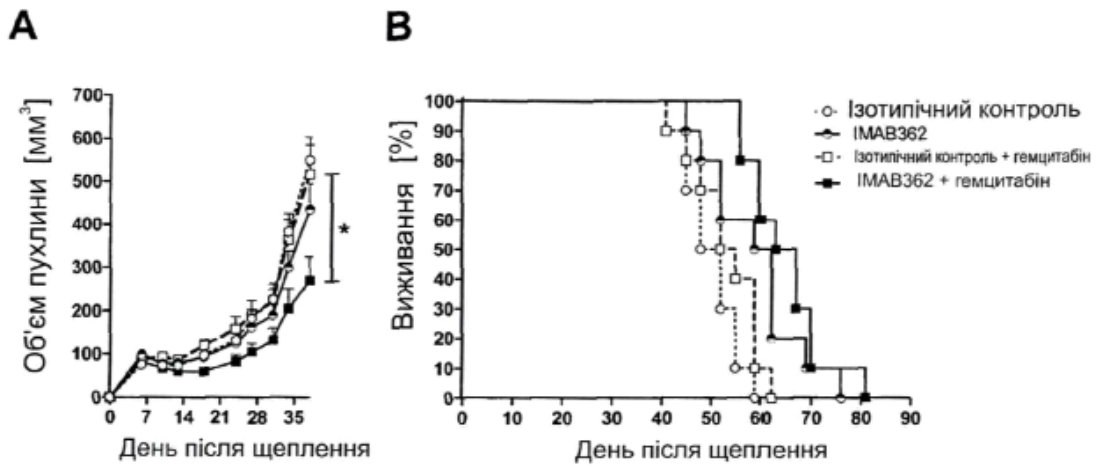 A
B
Об'єм пухлини [мм³]
700
600
500
400
300
200
100
0
*
0 7 14 21 28 35
День після щеплення
Виживання [%]
100
90
80
70
60
50
40
30
20
10
0
0 10 20 30 40 50 60 70 80 90
День після щеплення
Ізотипічний контроль
IMAB362
Ізотипічний контроль + гемцитабін
IMAB362 + гемцитабін